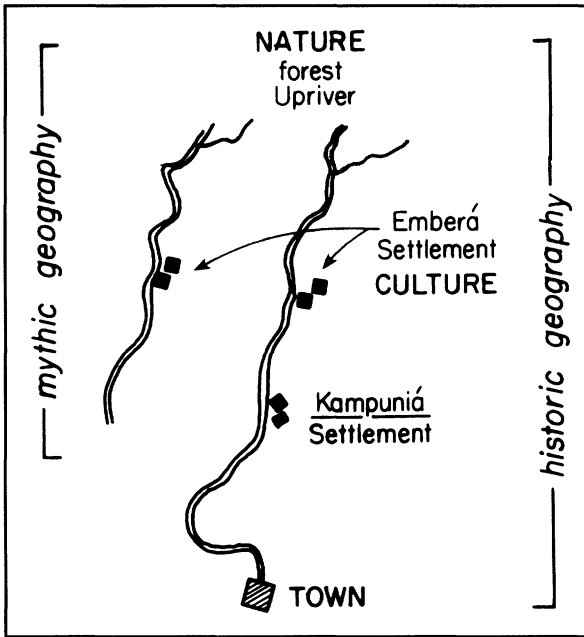 NATURE
forest
Upriver
mythic geography
historic geography
Emberá
Settlement
CULTURE
Kampuniá
Settlement
TOWN